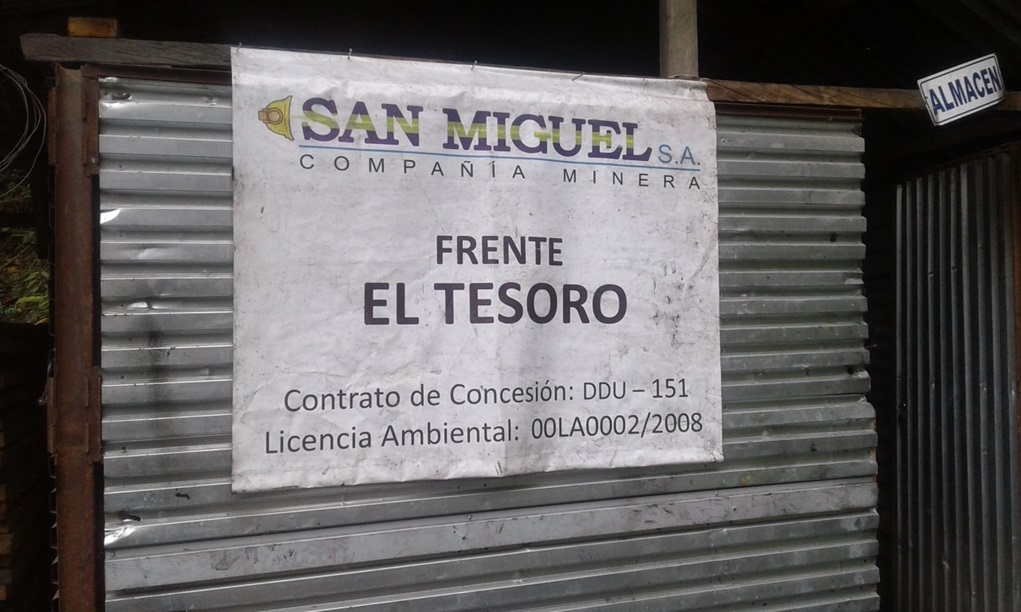 SAN MIGUEL S.A.
COMPAÑÍA MINERA
FRENTE
EL TESORO
Contrato de Concesión: DDU – 151
Licencia Ambiental: 00LA0002/2008
ALMACEN